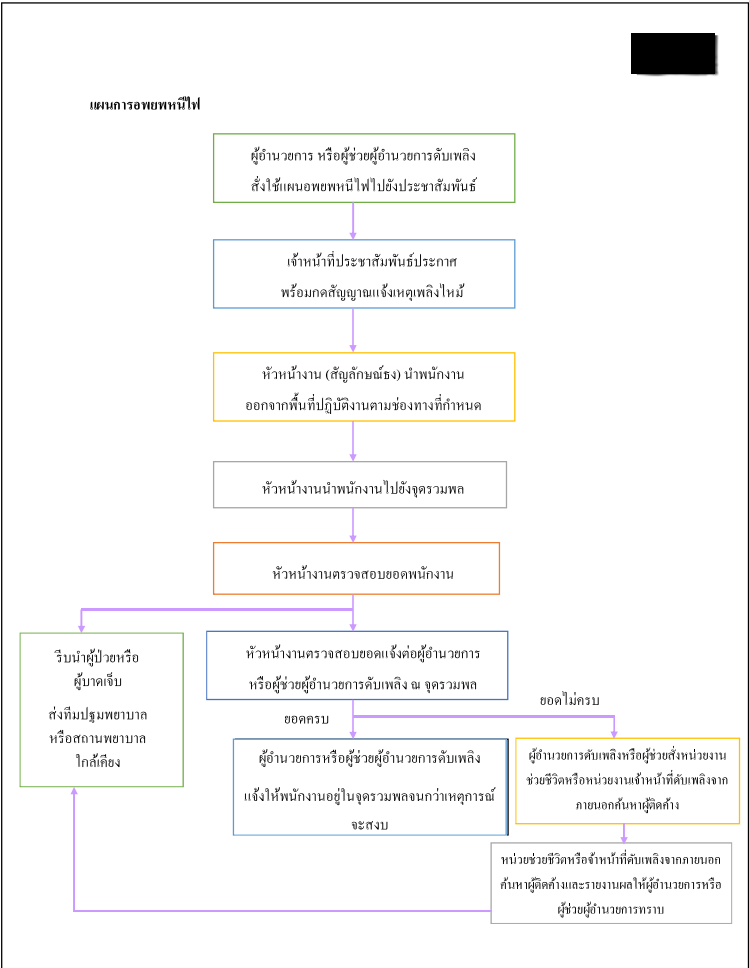 แผนการอพยพหนีไฟ
ผู้อำนวยการ หรือผู้ช่วยผู้อำนวยการดับเพลิง
สั่งใช้แผนอพยพหนีไฟไปยังประชาสัมพันธ์
เจ้าหน้าที่ประชาสัมพันธ์ประกาศ
พร้อมกดสัญญาณแจ้งเหตุเพลิงไหม้
หัวหน้างาน (สัญลักษณ์ธง) นำพนักงาน
ออกจากพื้นที่ปฏิบัติงานตามช่องทางที่กำหนด
หัวหน้างานนำพนักงานไปยังจุดรวมพล
หัวหน้างานตรวจสอบยอดพนักงาน
รีบนำผู้ป่วยหรือ
ผู้บาดเจ็บ
ส่งทีมปฐมพยาบาล
หรือสถานพยาบาล
ใกล้เคียง
หัวหน้างานตรวจสอบยอดแจ้งต่อผู้อำนวยการ
หรือผู้ช่วยผู้อำนวยการดับเพลิง ณ จุดรวมพล
ยอดครบ
ยอดไม่ครบ
ผู้อำนวยการหรือผู้ช่วยผู้อำนวยการดับเพลิง
แจ้งให้พนักงานอยู่ในจุดรวมพลจนกว่าเหตุการณ์
จะสงบ
ผู้อำนวยการดับเพลิงหรือผู้ช่วยสั่งหน่วยงาน
ช่วยชีวิตหรือหน่วยงานเจ้าหน้าที่ดับเพลิงจาก
ภายนอกค้นหาผู้ติดค้าง
หน่วยช่วยชีวิตหรือจ้าหน้าที่ดับเพลิงจากภายนอก
ค้นหาผู้ติดค้างและรายงานผลให้ผู้อำนวยการหรือ
ผู้ช่วยผู้อำนวยการทราบ